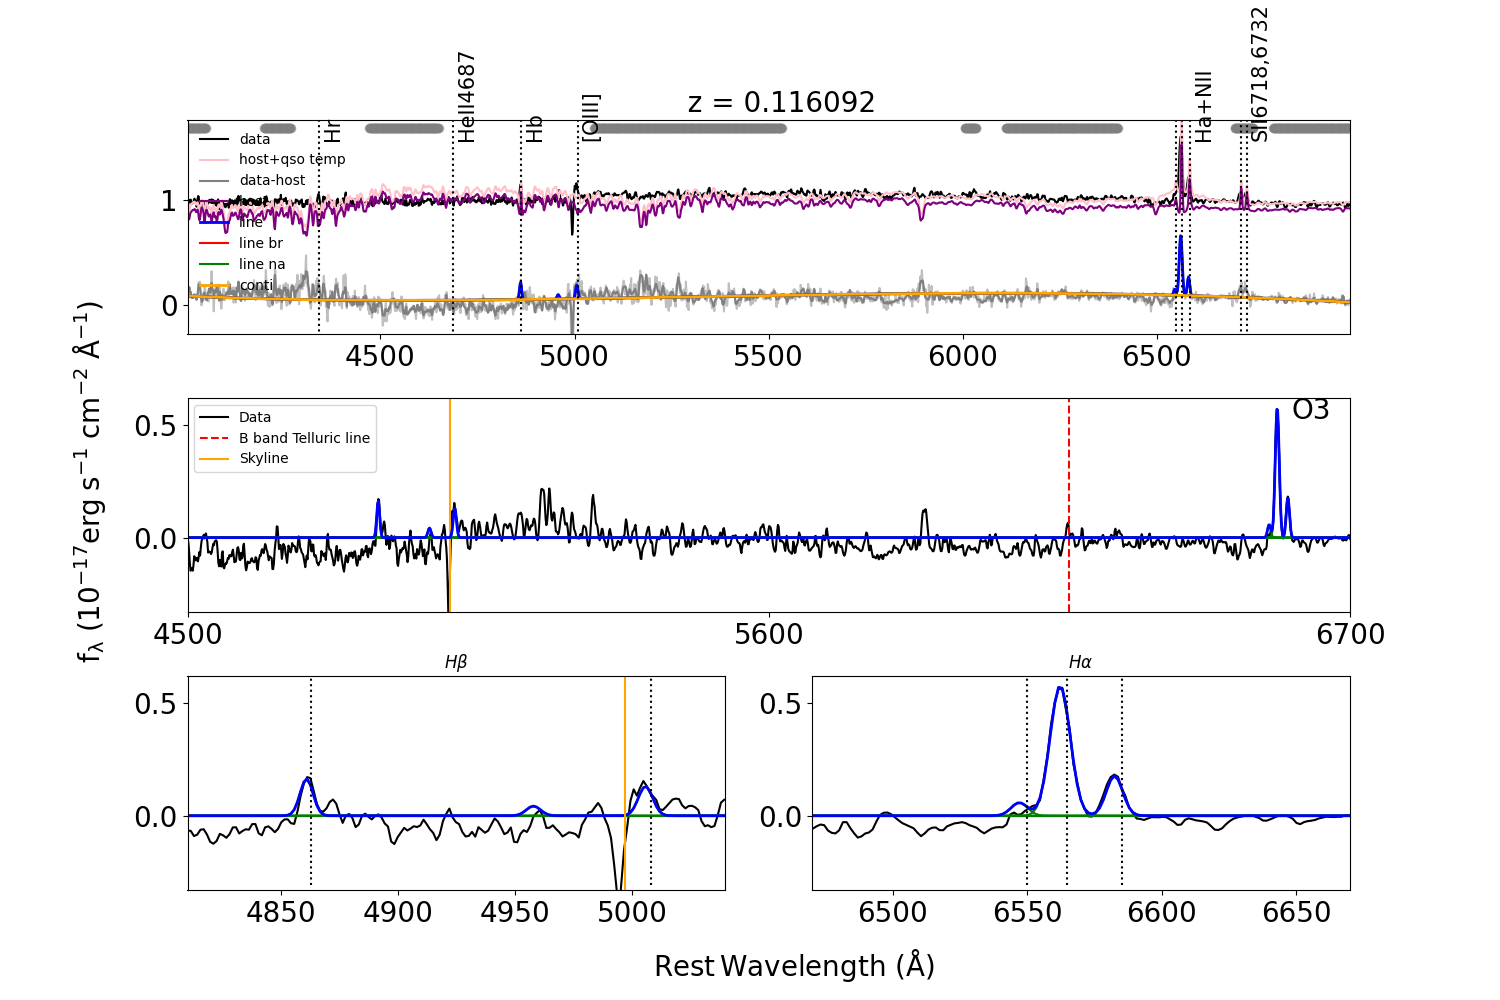 z = 0.116092
Hr
HeII4687
Hb
[OIII]
Ha+NII
SII6718,6732
data
host+qso temp
data-host
line
line br
line na
conti
1
0
4500
5000
5500
6000
6500
f_λ (10^−17 erg s^−1 cm^−2 Å^−1)
Data
B band Telluric line
Skyline
O3
0.5
0.0
4500
5600
6700
Hβ
0.5
0.0
4850
4900
4950
5000
Hα
0.5
0.0
6500
6550
6600
6650
Rest Wavelength (Å)